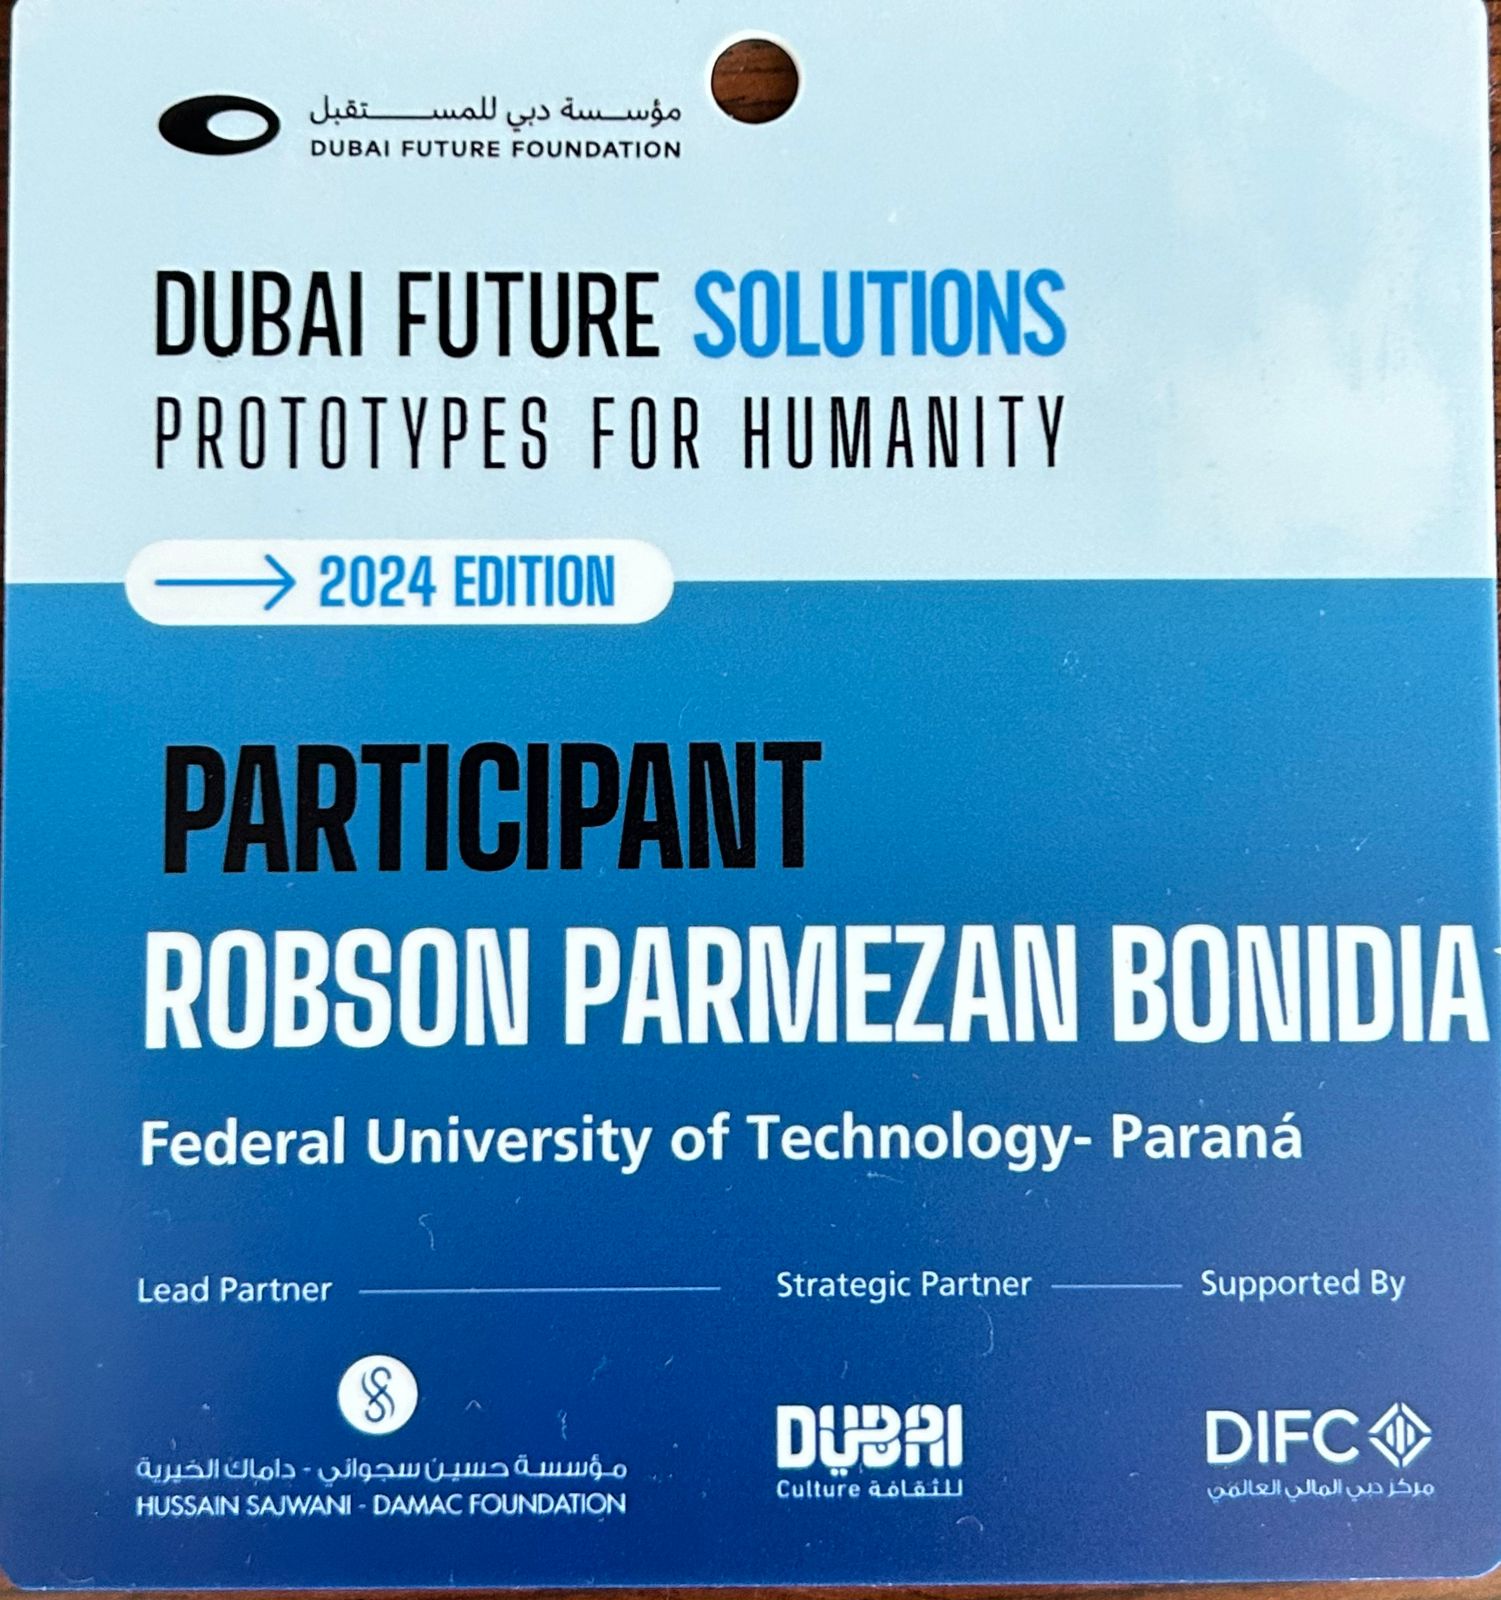 مؤسسة دبي للمستقبل
DUBAI FUTURE FOUNDATION
DUBAI FUTURE SOLUTIONS
PROTOTYPES FOR HUMANITY
2024 EDITION
PARTICIPANT
ROBSON PARMEZAN BONIDIA
Federal University of Technology- Paraná
Lead Partner
Strategic Partner
Supported By
مؤسسة حسين سجواني - داماك الخيرية
HUSSAIN SAJWANI - DAMAC FOUNDATION
DUBAI
Culture للثقافة
DIFC
مركز دبي المالي العالمي